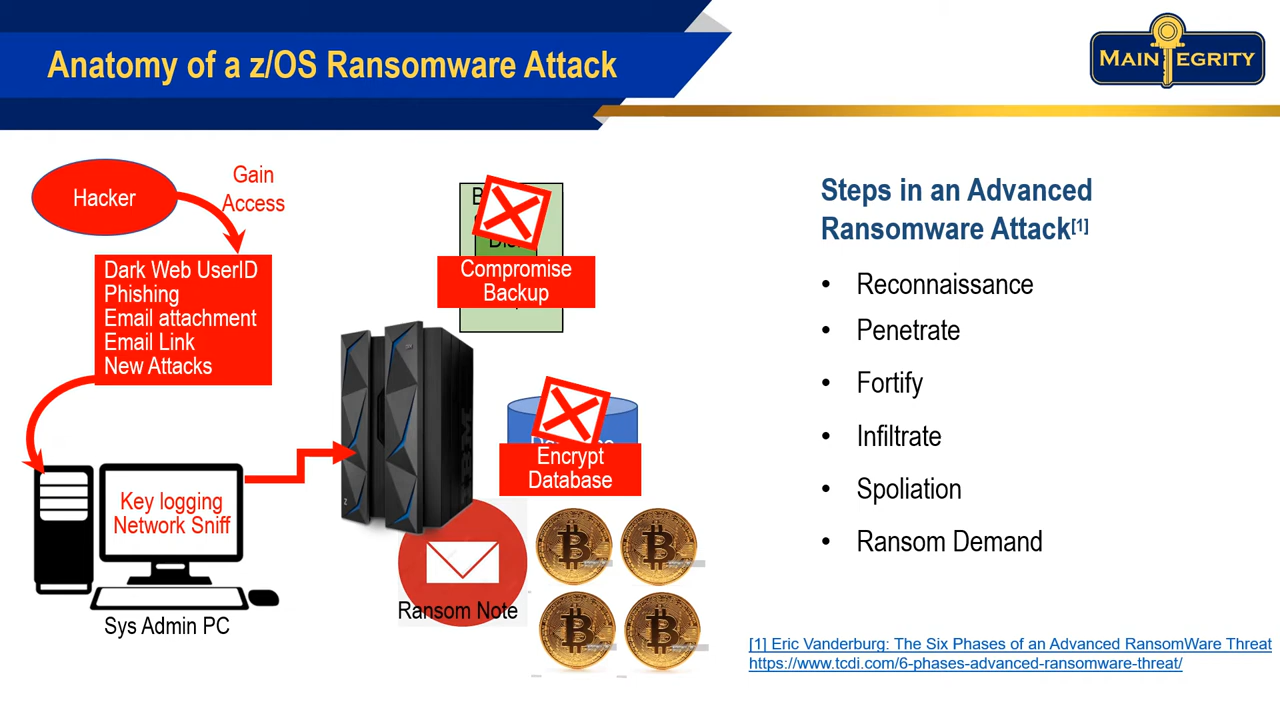 Anatomy of a z/OS Ransomware Attack
MAIN EGRITY
Hacker
Gain
Access
Dark Web UserID
Phishing
Email attachment
Email Link
New Attacks
Key logging
Network Sniff
Sys Admin PC
Compromise
Backup
Encrypt
Database
Ransom Note
Steps in an Advanced
Ransomware Attack[1]
• Reconnaissance
• Penetrate
• Fortify
• Infiltrate
• Spoliation
• Ransom Demand
[1] Eric Vanderburg: The Six Phases of an Advanced RansomWare Threat
https://www.tcdi.com/6-phases-advanced-ransomware-threat/